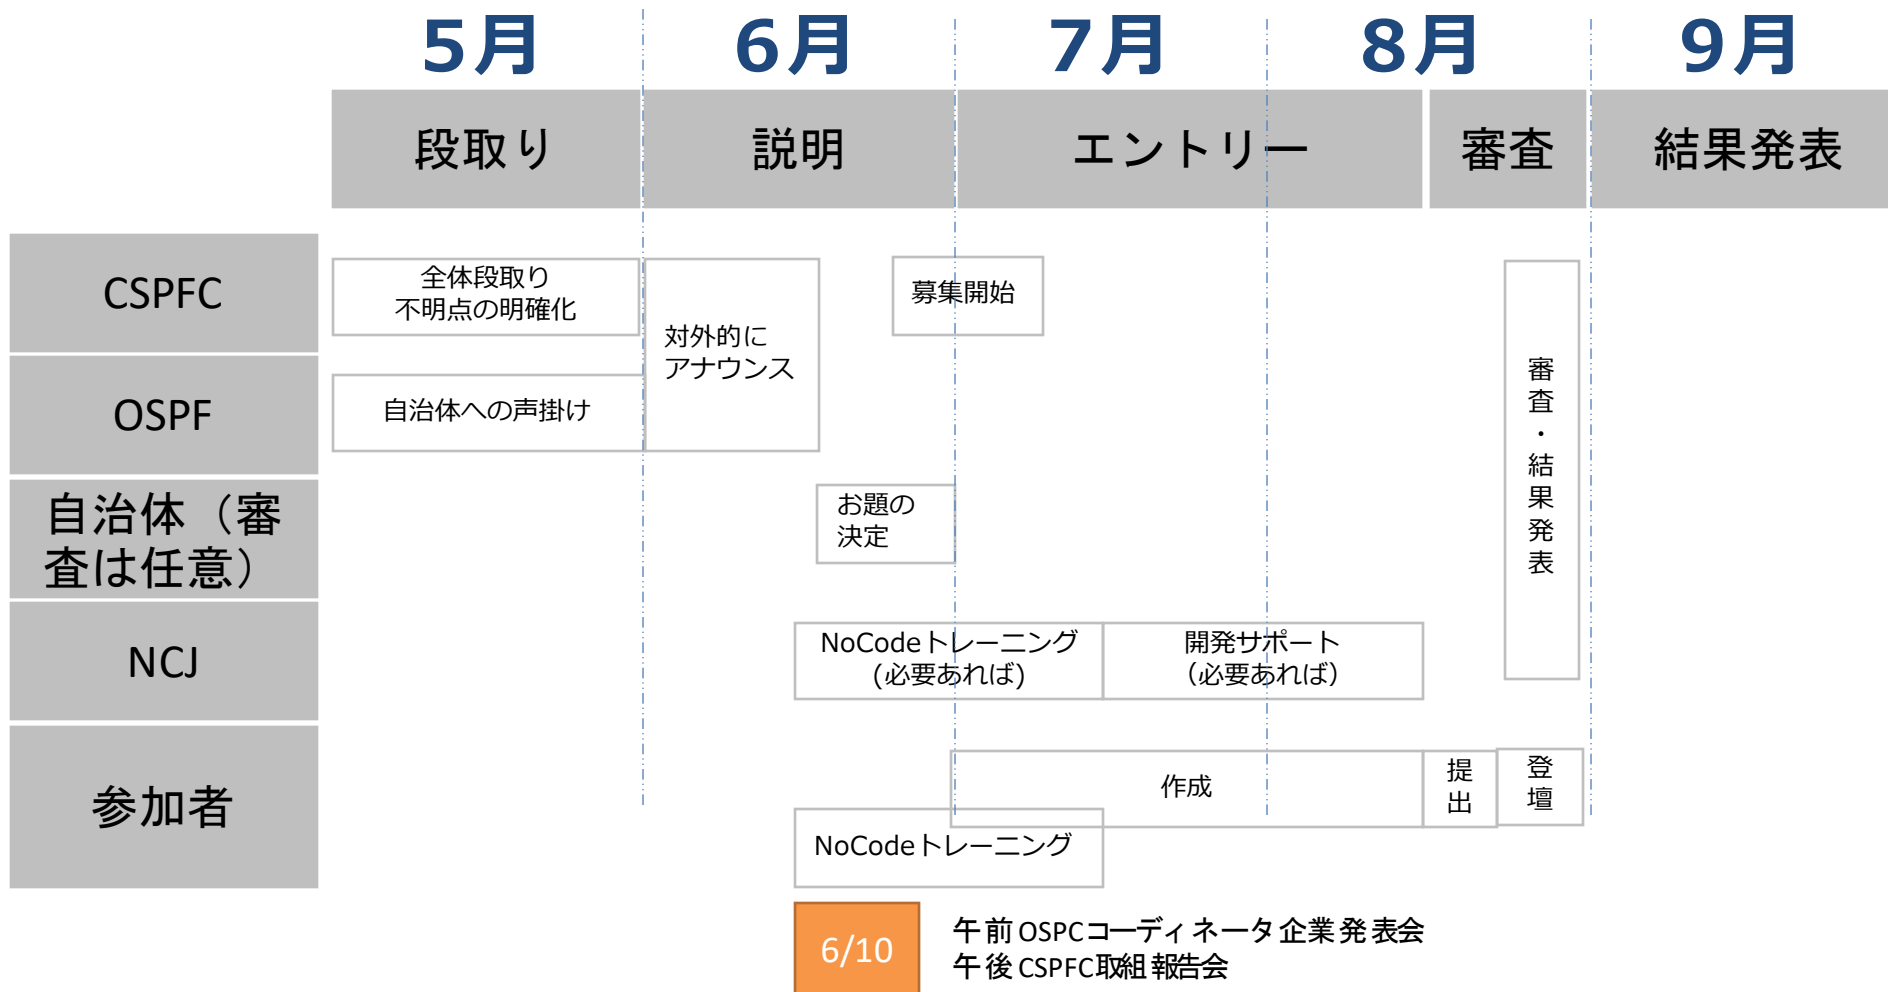 5月
6月
7月
8月
9月
段取り
説明
エントリー
審査
結果発表
CSPFC
全体段取り
不明点の明確化
対外的に
アナウンス
募集開始
審査・結果発表
OSPF
自治体への声掛け
自治体（審
査は任意）
お題の
決定
NCJ
NoCodeトレーニング
(必要あれば)
開発サポート
（必要あれば）
参加者
作成
提出
登壇
NoCodeトレーニング
6/10
午前OSPCコーディネータ企業発表会
午後CSPFC取組報告会